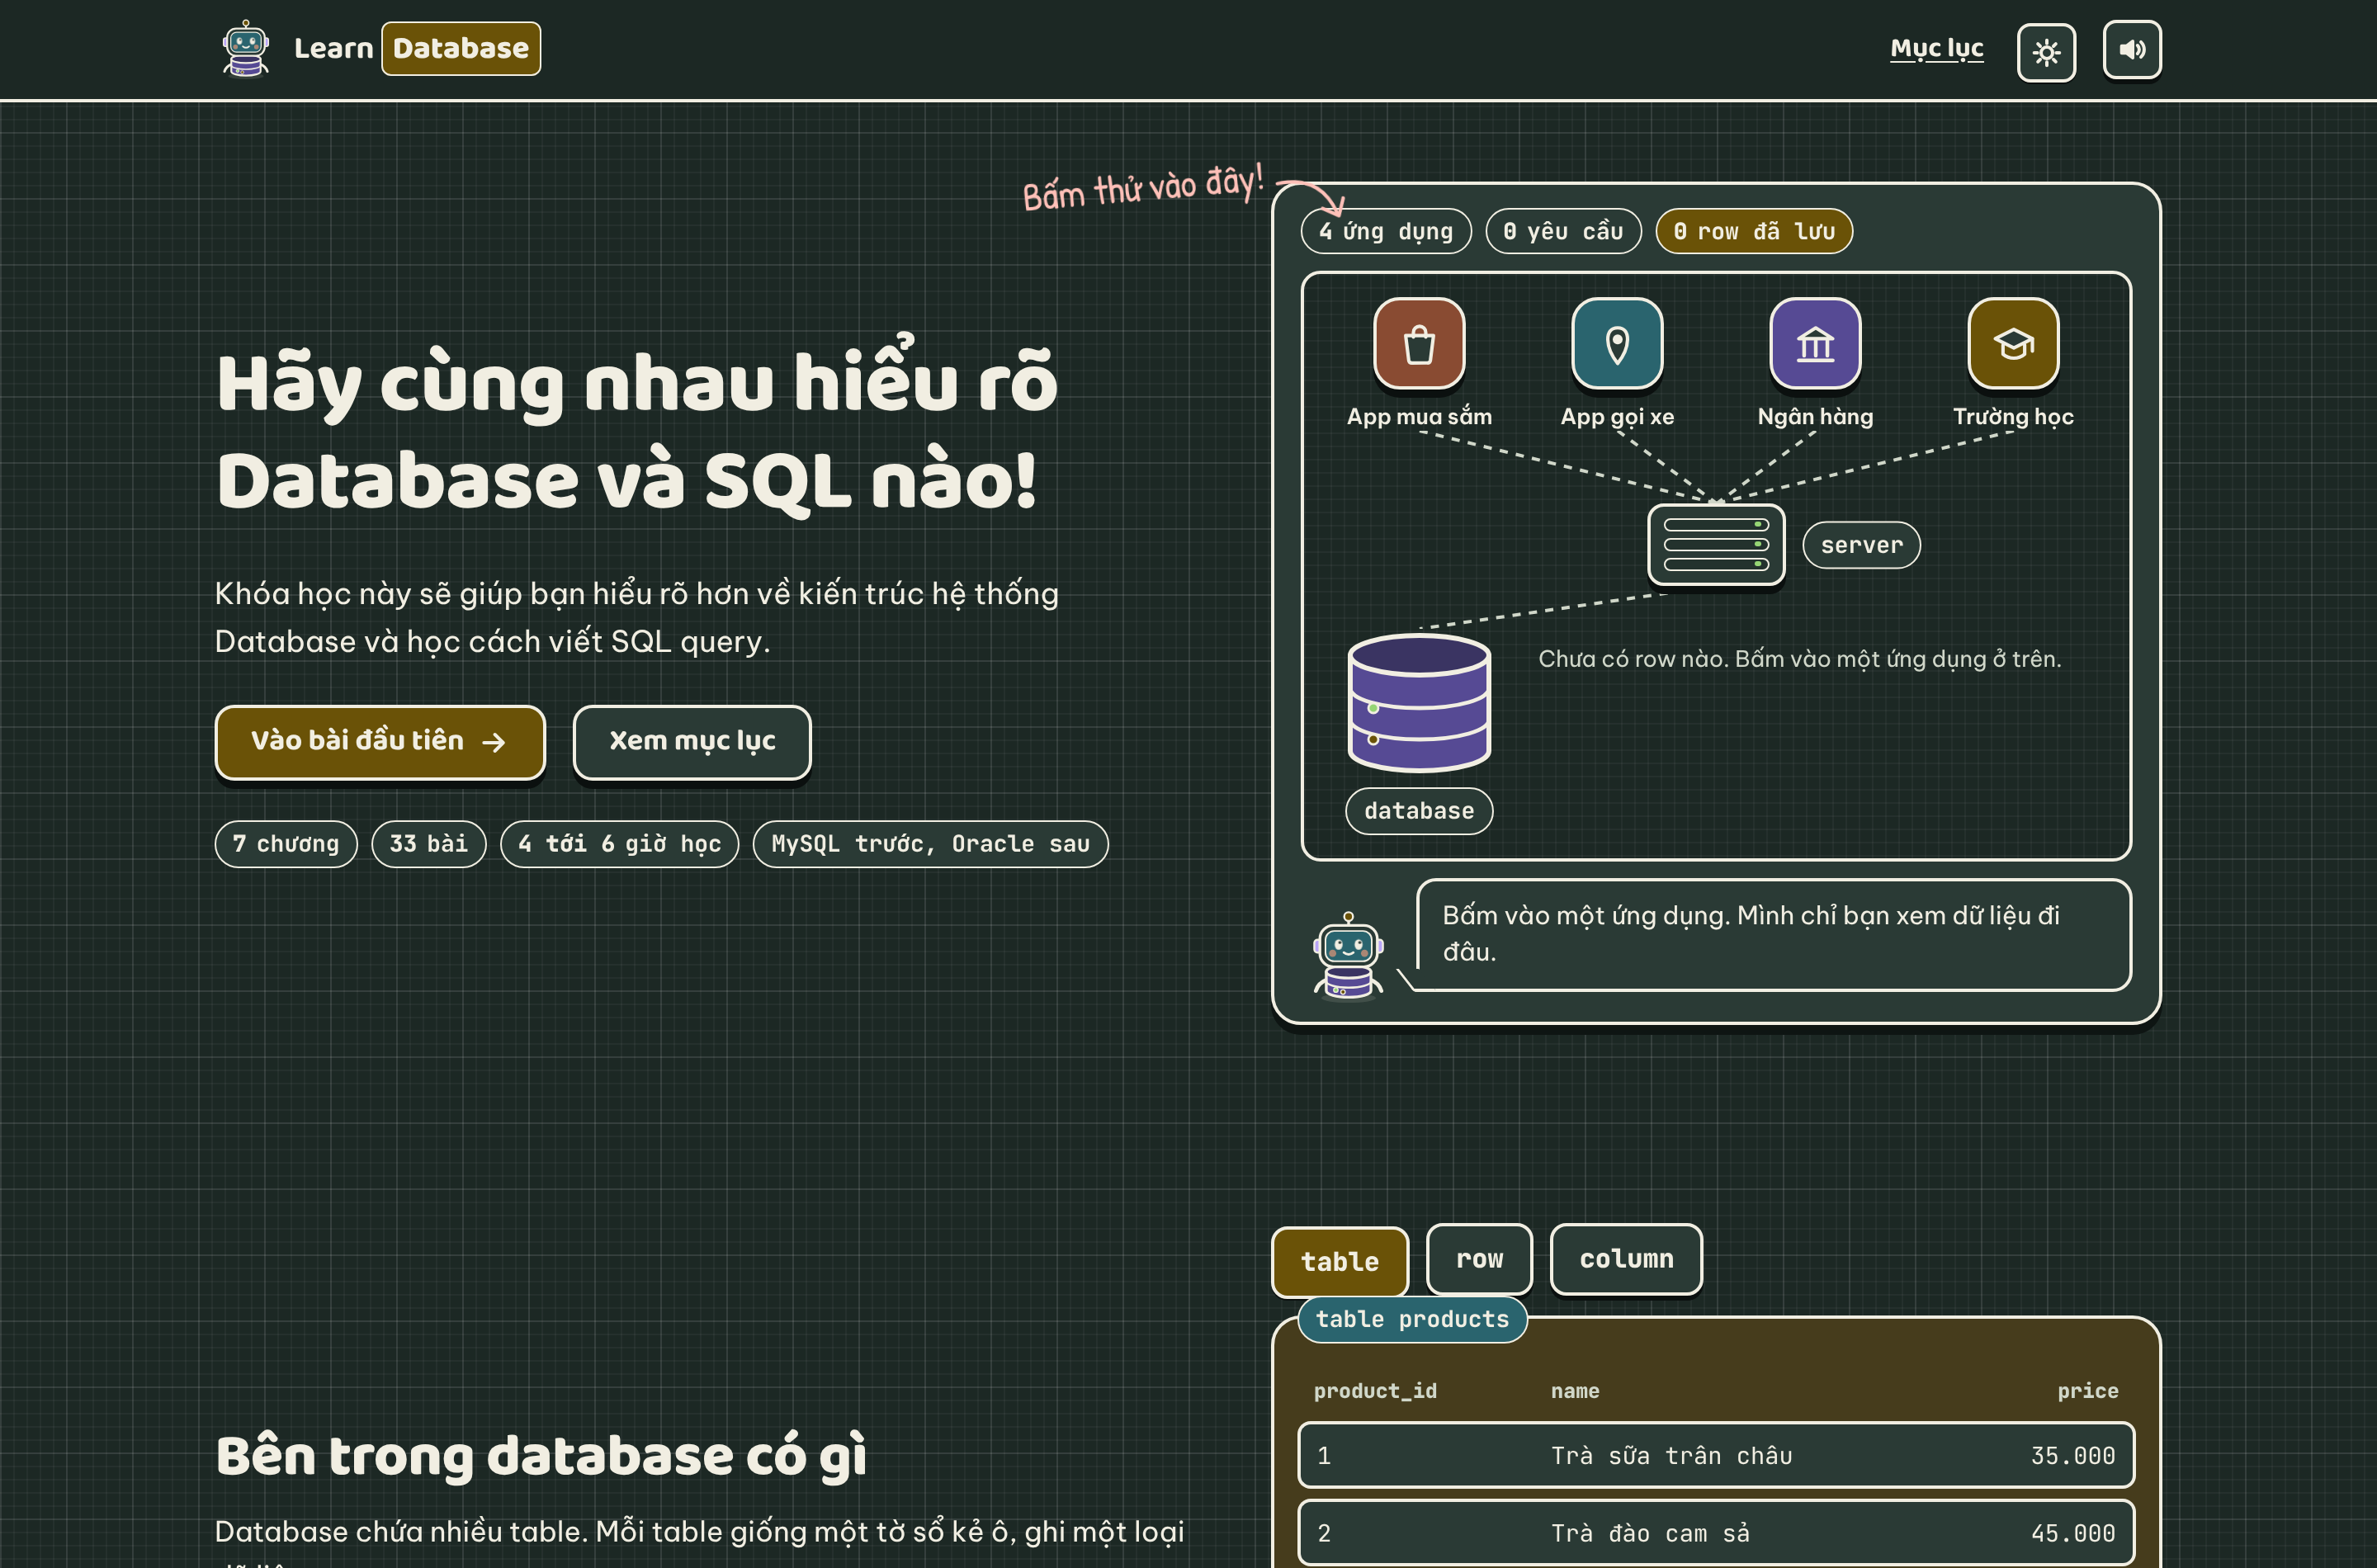 Learn Database
Mục lục
Bấm thử vào đây!
4 ứng dụng
0 yêu cầu
0 row đã lưu
Hãy cùng nhau hiểu rõ
Database và SQL nào!
Khóa học này sẽ giúp bạn hiểu rõ hơn về kiến trúc hệ thống
Database và học cách viết SQL query.
Vào bài đầu tiên →
Xem mục lục
7 chương
33 bài
4 tới 6 giờ học
MySQL trước, Oracle sau
App mua sắm
App gọi xe
Ngân hàng
Trường học
server
Chưa có row nào. Bấm vào một ứng dụng ở trên.
database
Bấm vào một ứng dụng. Mình chỉ bạn xem dữ liệu đi
đâu.
Bên trong database có gì
Database chứa nhiều table. Mỗi table giống một tờ sổ kẻ ô, ghi một loại
table
row
column
table products
product_id name price
1 Trà sữa trân châu 35.000
2 Trà đào cam sả 45.000